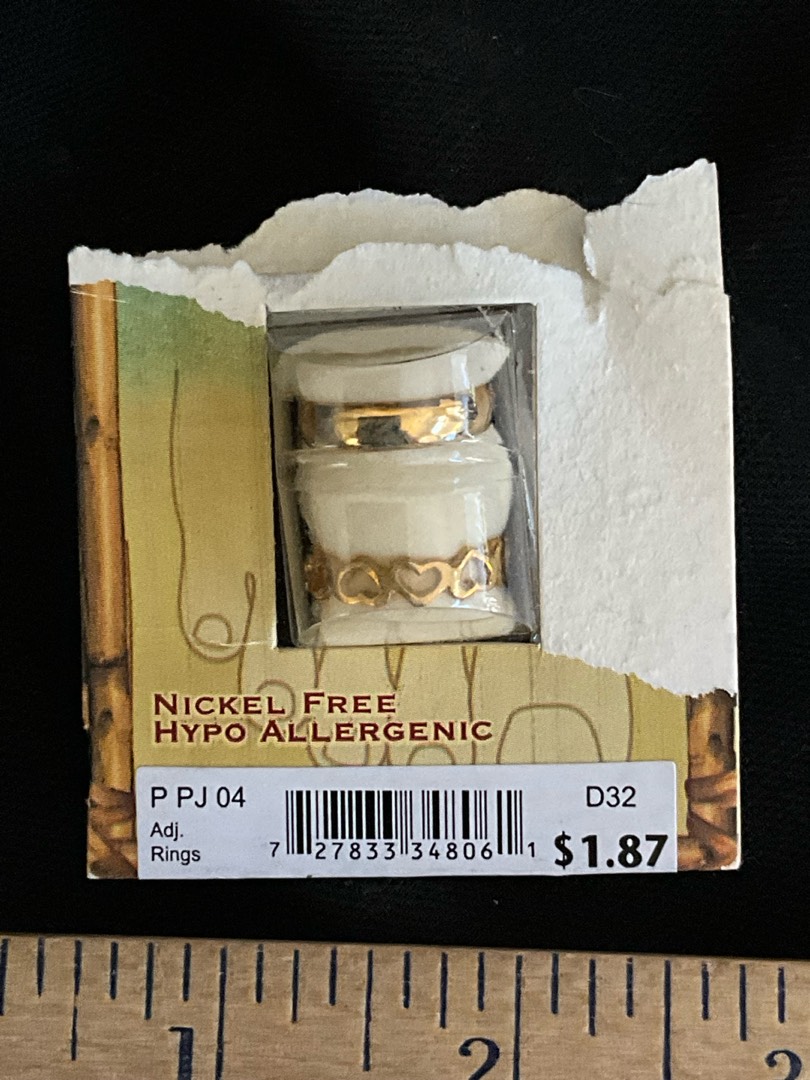 NICKEL FREE
HYPO ALLERGENIC
P PJ 04
D32
Adj.
Rings
7 27833 34806 1
$1.87
1
2